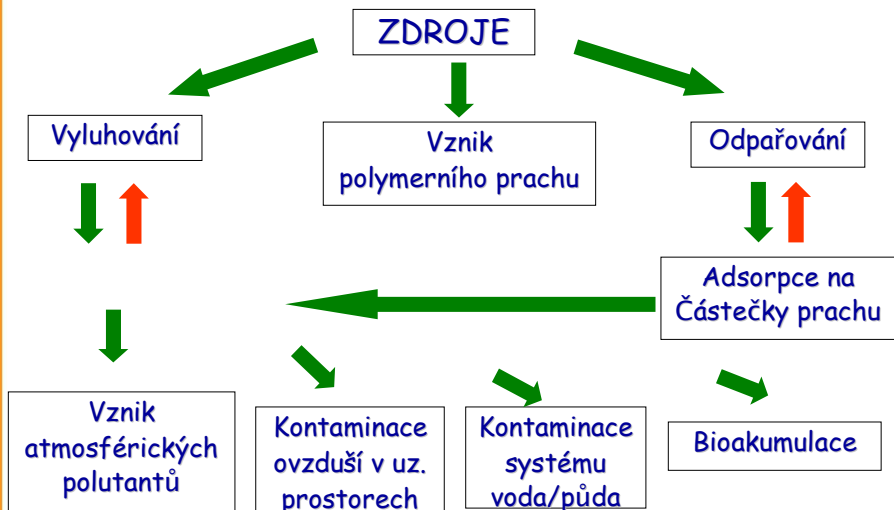 ZDROJE
Vyluhování
Vznik
polymerního prachu
Odpařování
Adsorpce na
Částečky prachu
Vznik
atmosférických
polutantů
Kontaminace
ovzduší v uz.
prostorech
Kontaminace
systému
voda/půda
Bioakumulace